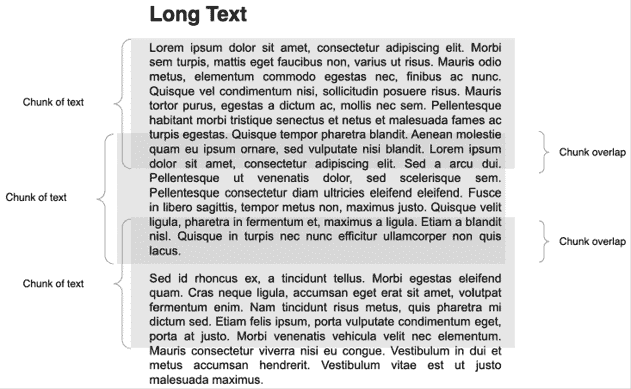 Long Text
Lorem ipsum dolor sit amet, consectetur adipiscing elit. Morbi
sem turpis, mattis eget faucibus non, varius ut risus. Mauris odio
metus, elementum commodo egestas nec, finibus ac nunc.
Quisque vel condimentum nisi, sollicitudin posuere risus. Mauris
tortor purus, egestas a dictum ac, mollis nec sem. Pellentesque
habitant morbi tristique senectus et netus et malesuada fames ac
turpis egestas. Quisque tempor pharetra blandit. Aenean molestie
quam eu ipsum ornare, sed vulputate nisi blandit. Lorem ipsum
dolor sit amet, consectetur adipiscing elit. Sed a arcu dui.
Pellentesque ut venenatis dolor, sed scelerisque sem.
Pellentesque consectetur diam ultricies eleifend eleifend. Fusce
in libero sagittis, tempor metus non, maximus justo. Quisque velit
ligula, pharetra in fermentum et, maximus a ligula. Etiam a blandit
nisl. Quisque in turpis nec nunc efficitur ullamcorper non quis
lacus.
Sed id rhoncus ex, a tincidunt tellus. Morbi egestas eleifend
quam. Cras neque ligula, accumsan eget erat sit amet, volutpat
fermentum enim. Nam tincidunt risus metus, quis pharetra mi
dictum sed. Etiam felis ipsum, porta vulputate condimentum eget,
porta at justo. Morbi venenatis vehicula velit nec elementum.
Mauris consectetur viverra nisi eu congue. Vestibulum in dui et
metus accumsan hendrerit. Vestibulum vitae est ut justo
malesuada maximus.
Chunk of text
Chunk of text
Chunk of text
Chunk overlap
Chunk overlap